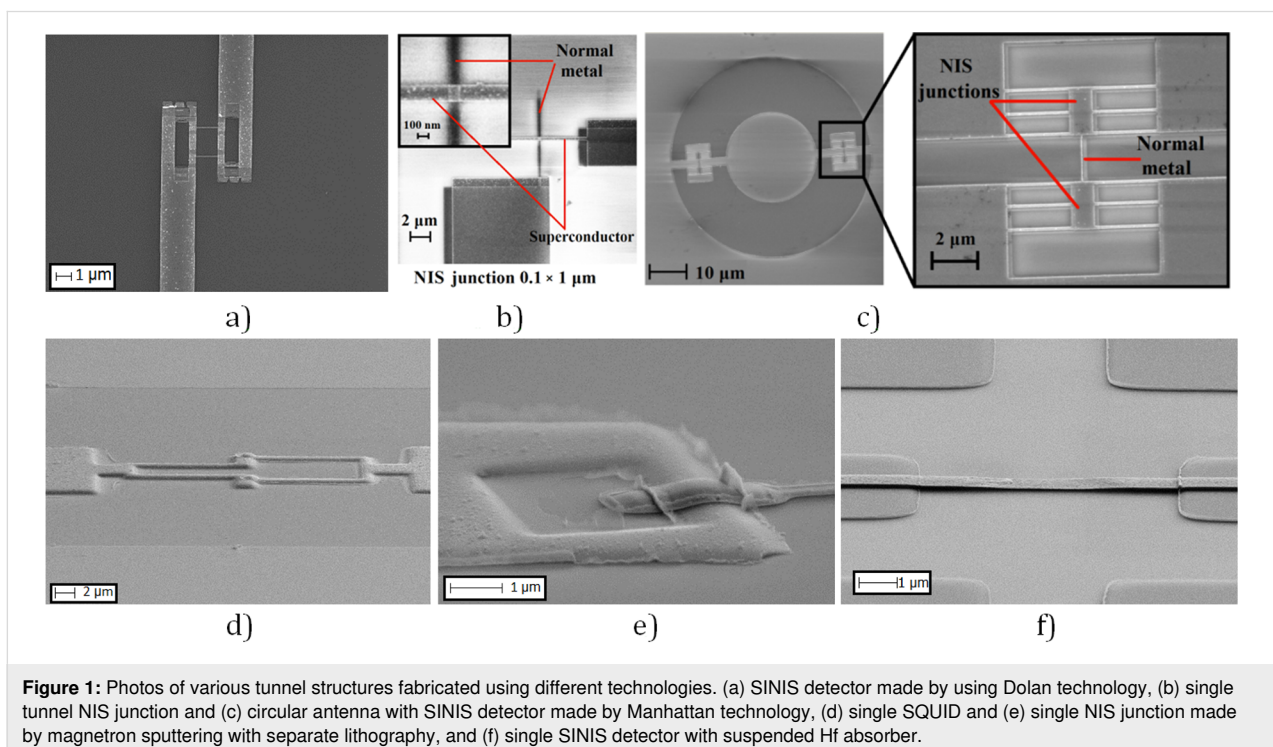 Normal
metal
100 nm
2 μm
Superconductor
NIS junction 0.1 × 1 μm
1 μm
a)
b)
10 μm
NIS
junctions
Normal
metal
2 μm
c)
2 μm
d)
1 μm
e)
1 μm
f)
Figure 1: Photos of various tunnel structures fabricated using different technologies. (a) SINIS detector made by using Dolan technology, (b) single
tunnel NIS junction and (c) circular antenna with SINIS detector made by Manhattan technology, (d) single SQUID and (e) single NIS junction made
by magnetron sputtering with separate lithography, and (f) single SINIS detector with suspended Hf absorber.